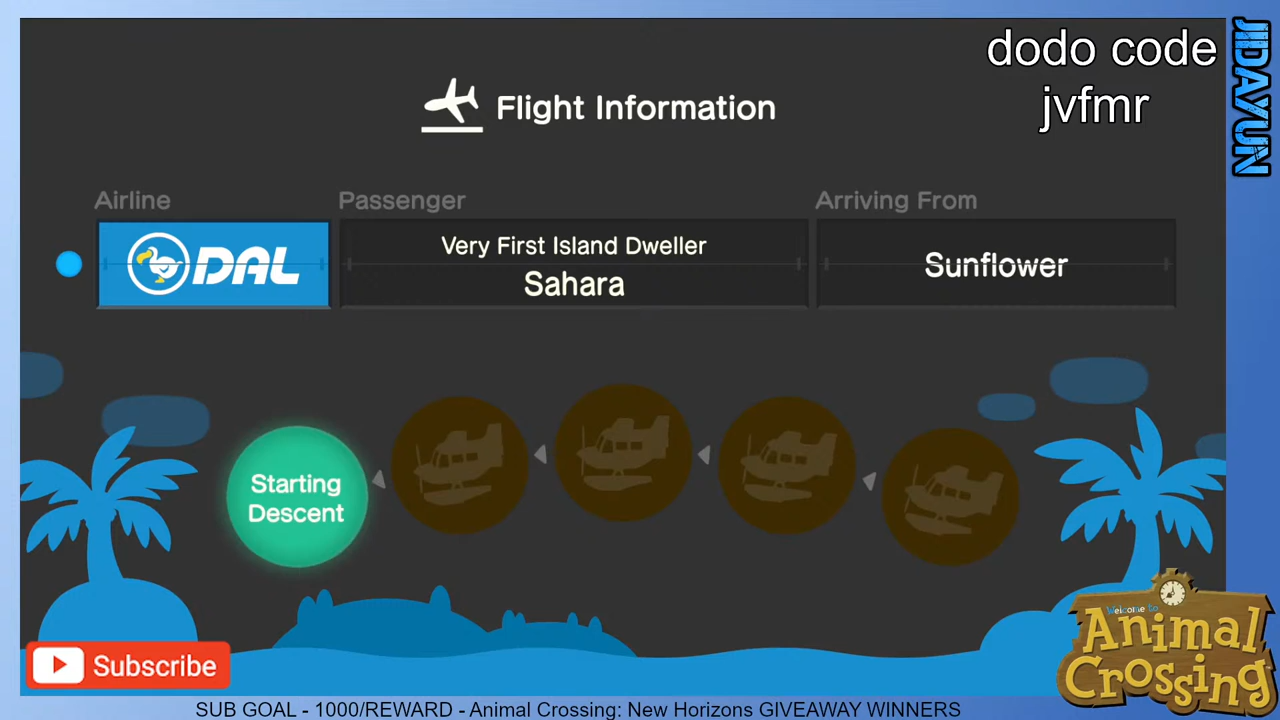 dodo code
jvfmr
JIDAVUN
Flight Information
Airline
Passenger
Arriving From
DAL
Very First Island Dweller
Sahara
Sunflower
Starting
Descent
Subscribe
Welcome to
Animal
Crossing
SUB GOAL - 1000/REWARD - Animal Crossing: New Horizons GIVEAWAY WINNERS